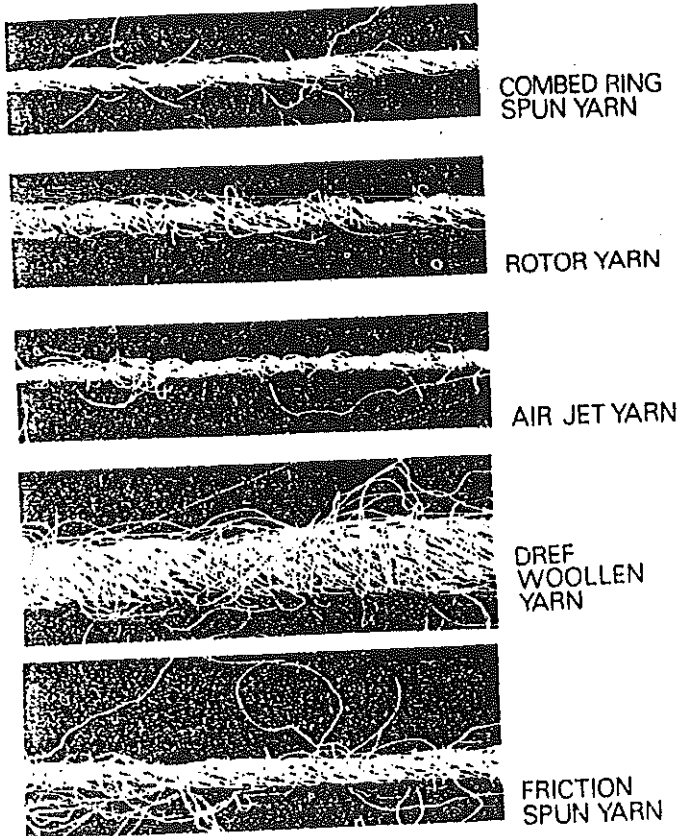 COMBED RING
SPUN YARN
ROTOR YARN
AIR JET YARN
DREF
WOOLLEN
YARN
FRICTION
SPUN YARN